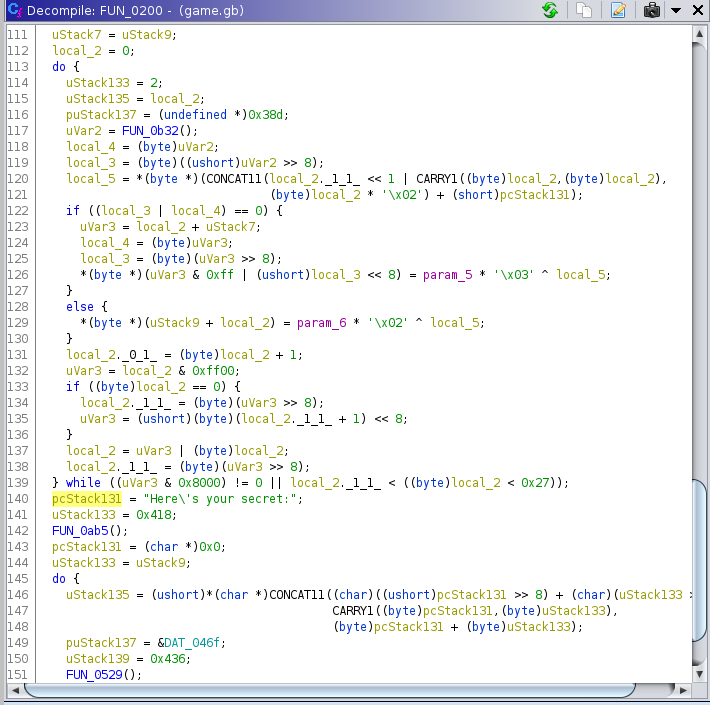 Decompile: FUN_0200 - (game.gb)
111 uStack7 = uStack9;
112 local_2 = 0;
113 do {
114 uStack133 = 2;
115 uStack135 = local_2;
116 puStack137 = (undefined *)0x38d;
117 uVar2 = FUN_0b32();
118 local_4 = (byte)uVar2;
119 local_3 = (byte)((ushort)uVar2 >> 8);
120 local_5 = *(byte *)(CONCAT11(local_2._1_1_ << 1 | CARRY1((byte)local_2,(byte)local_2),
121 (byte)local_2 * '\x02') + (short)pcStack131);
122 if ((local_3 | local_4) == 0) {
123 uVar3 = local_2 + uStack7;
124 local_4 = (byte)uVar3;
125 local_3 = (byte)(uVar3 >> 8);
126 *(byte *)(uVar3 & 0xff | (ushort)local_3 << 8) = param_5 * '\x03' ^ local_5;
127 }
128 else {
129 *(byte *)(uStack9 + local_2) = param_6 * '\x02' ^ local_5;
130 }
131 local_2._0_1_ = (byte)local_2 + 1;
132 uVar3 = local_2 & 0xff00;
133 if ((byte)local_2 == 0) {
134 local_2._1_1_ = (byte)(uVar3 >> 8);
135 uVar3 = (ushort)(byte)(local_2._1_1_ + 1) << 8;
136 }
137 local_2 = uVar3 | (byte)local_2;
138 local_2._1_1_ = (byte)(uVar3 >> 8);
139 } while ((uVar3 & 0x8000) != 0 || local_2._1_1_ < ((byte)local_2 < 0x27));
140 pcStack131 = "Here\'s your secret:";
141 uStack133 = 0x418;
142 FUN_0ab5();
143 pcStack131 = (char *)0x0;
144 uStack133 = uStack9;
145 do {
146 uStack135 = (ushort)*(char *)CONCAT11((char)((ushort)pcStack131 >> 8) + (char)(uStack133 >
147 CARRY1((byte)pcStack131,(byte)uStack133),
148 (byte)pcStack131 + (byte)uStack133);
149 puStack137 = &DAT_046f;
150 uStack139 = 0x436;
151 FUN_0529();